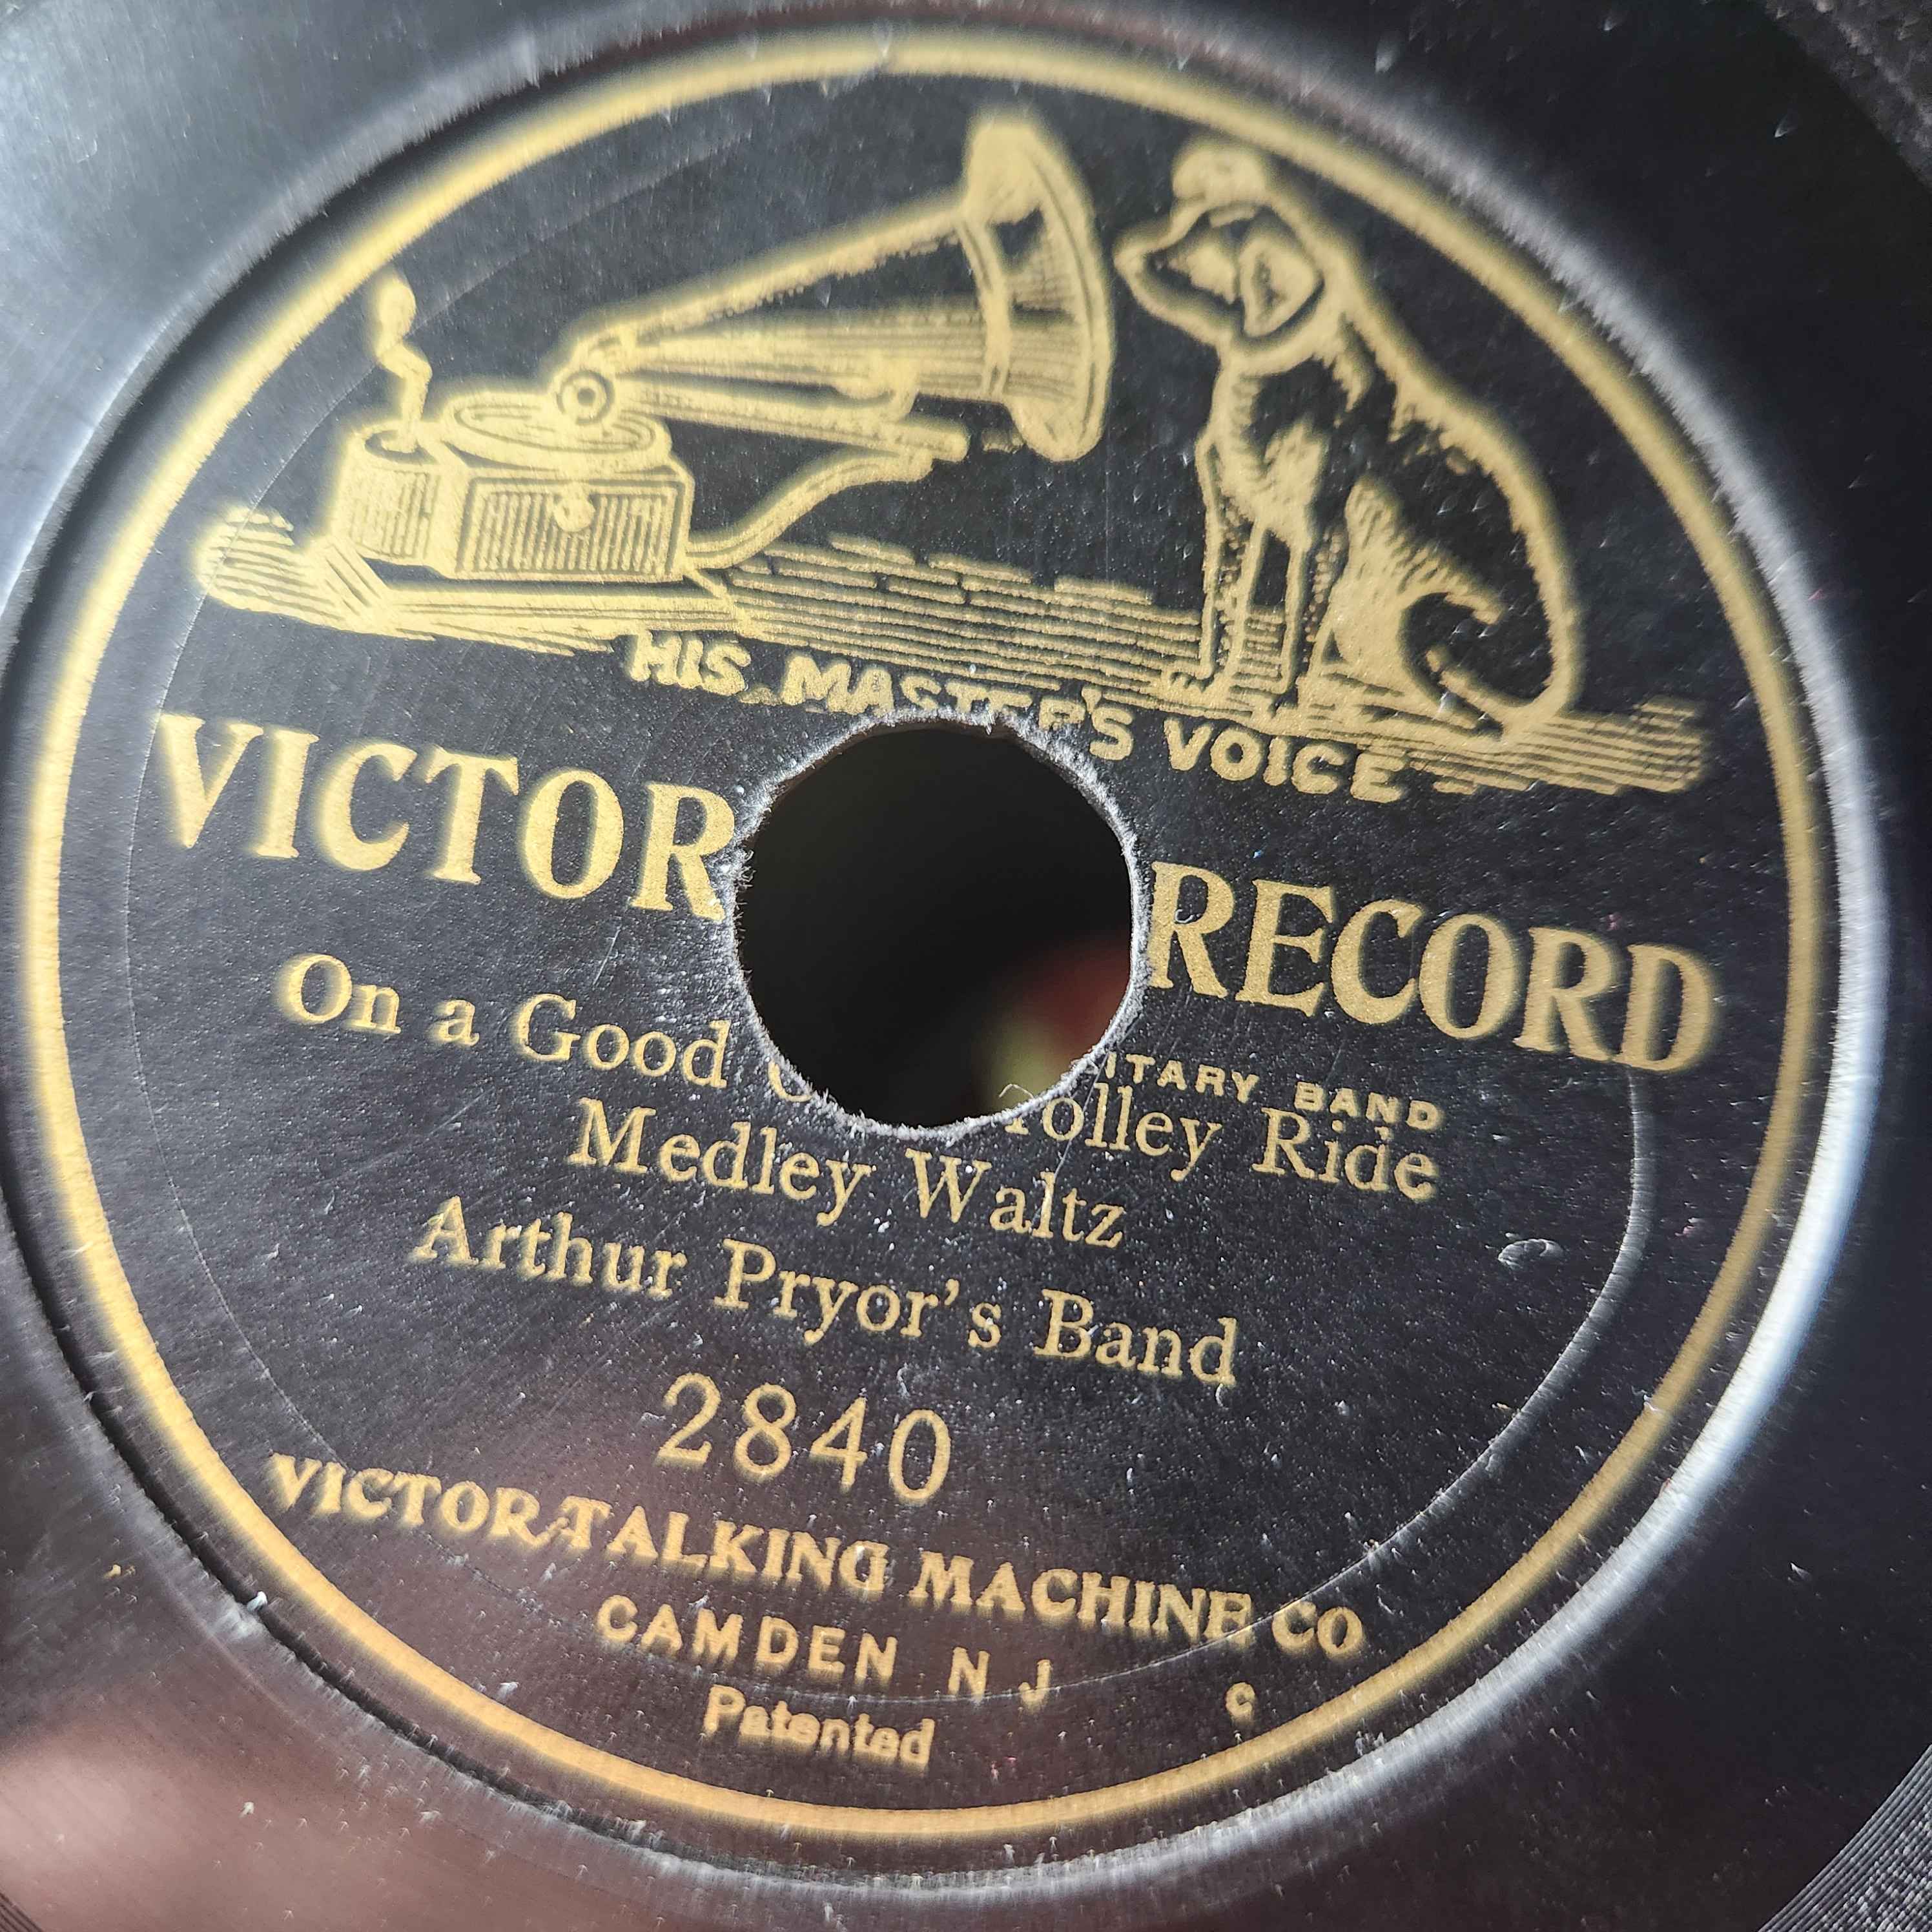 HIS MASTER'S VOICE
VICTOR RECORD
ITARY BAND
On a Good olley Ride
Medley Waltz
Arthur Pryor's Band
2840
VICTOR TALKING MACHINE CO
CAMDEN N J
Patented
C